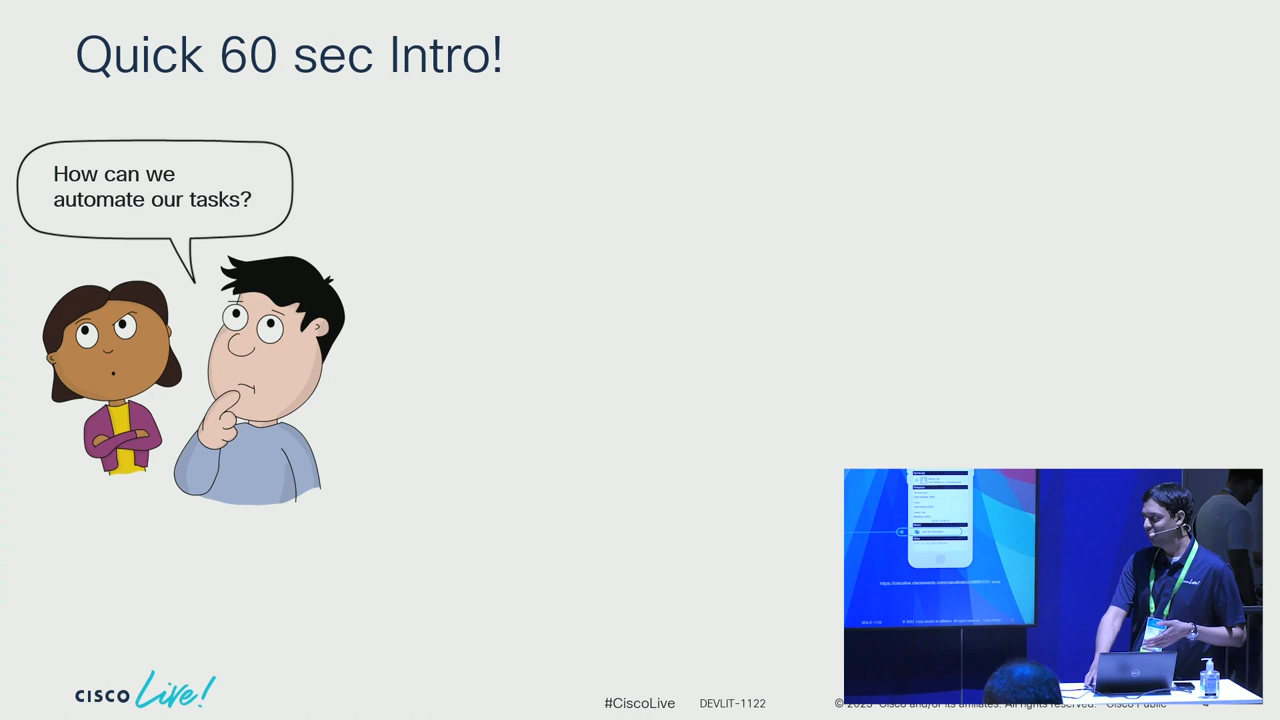 Quick 60 sec Intro!
How can we
automate our tasks?
CISCO Live!
#CiscoLive
DEVLIT-1122
Cisco and/or its affiliates. All rights reserved. Cisco Public